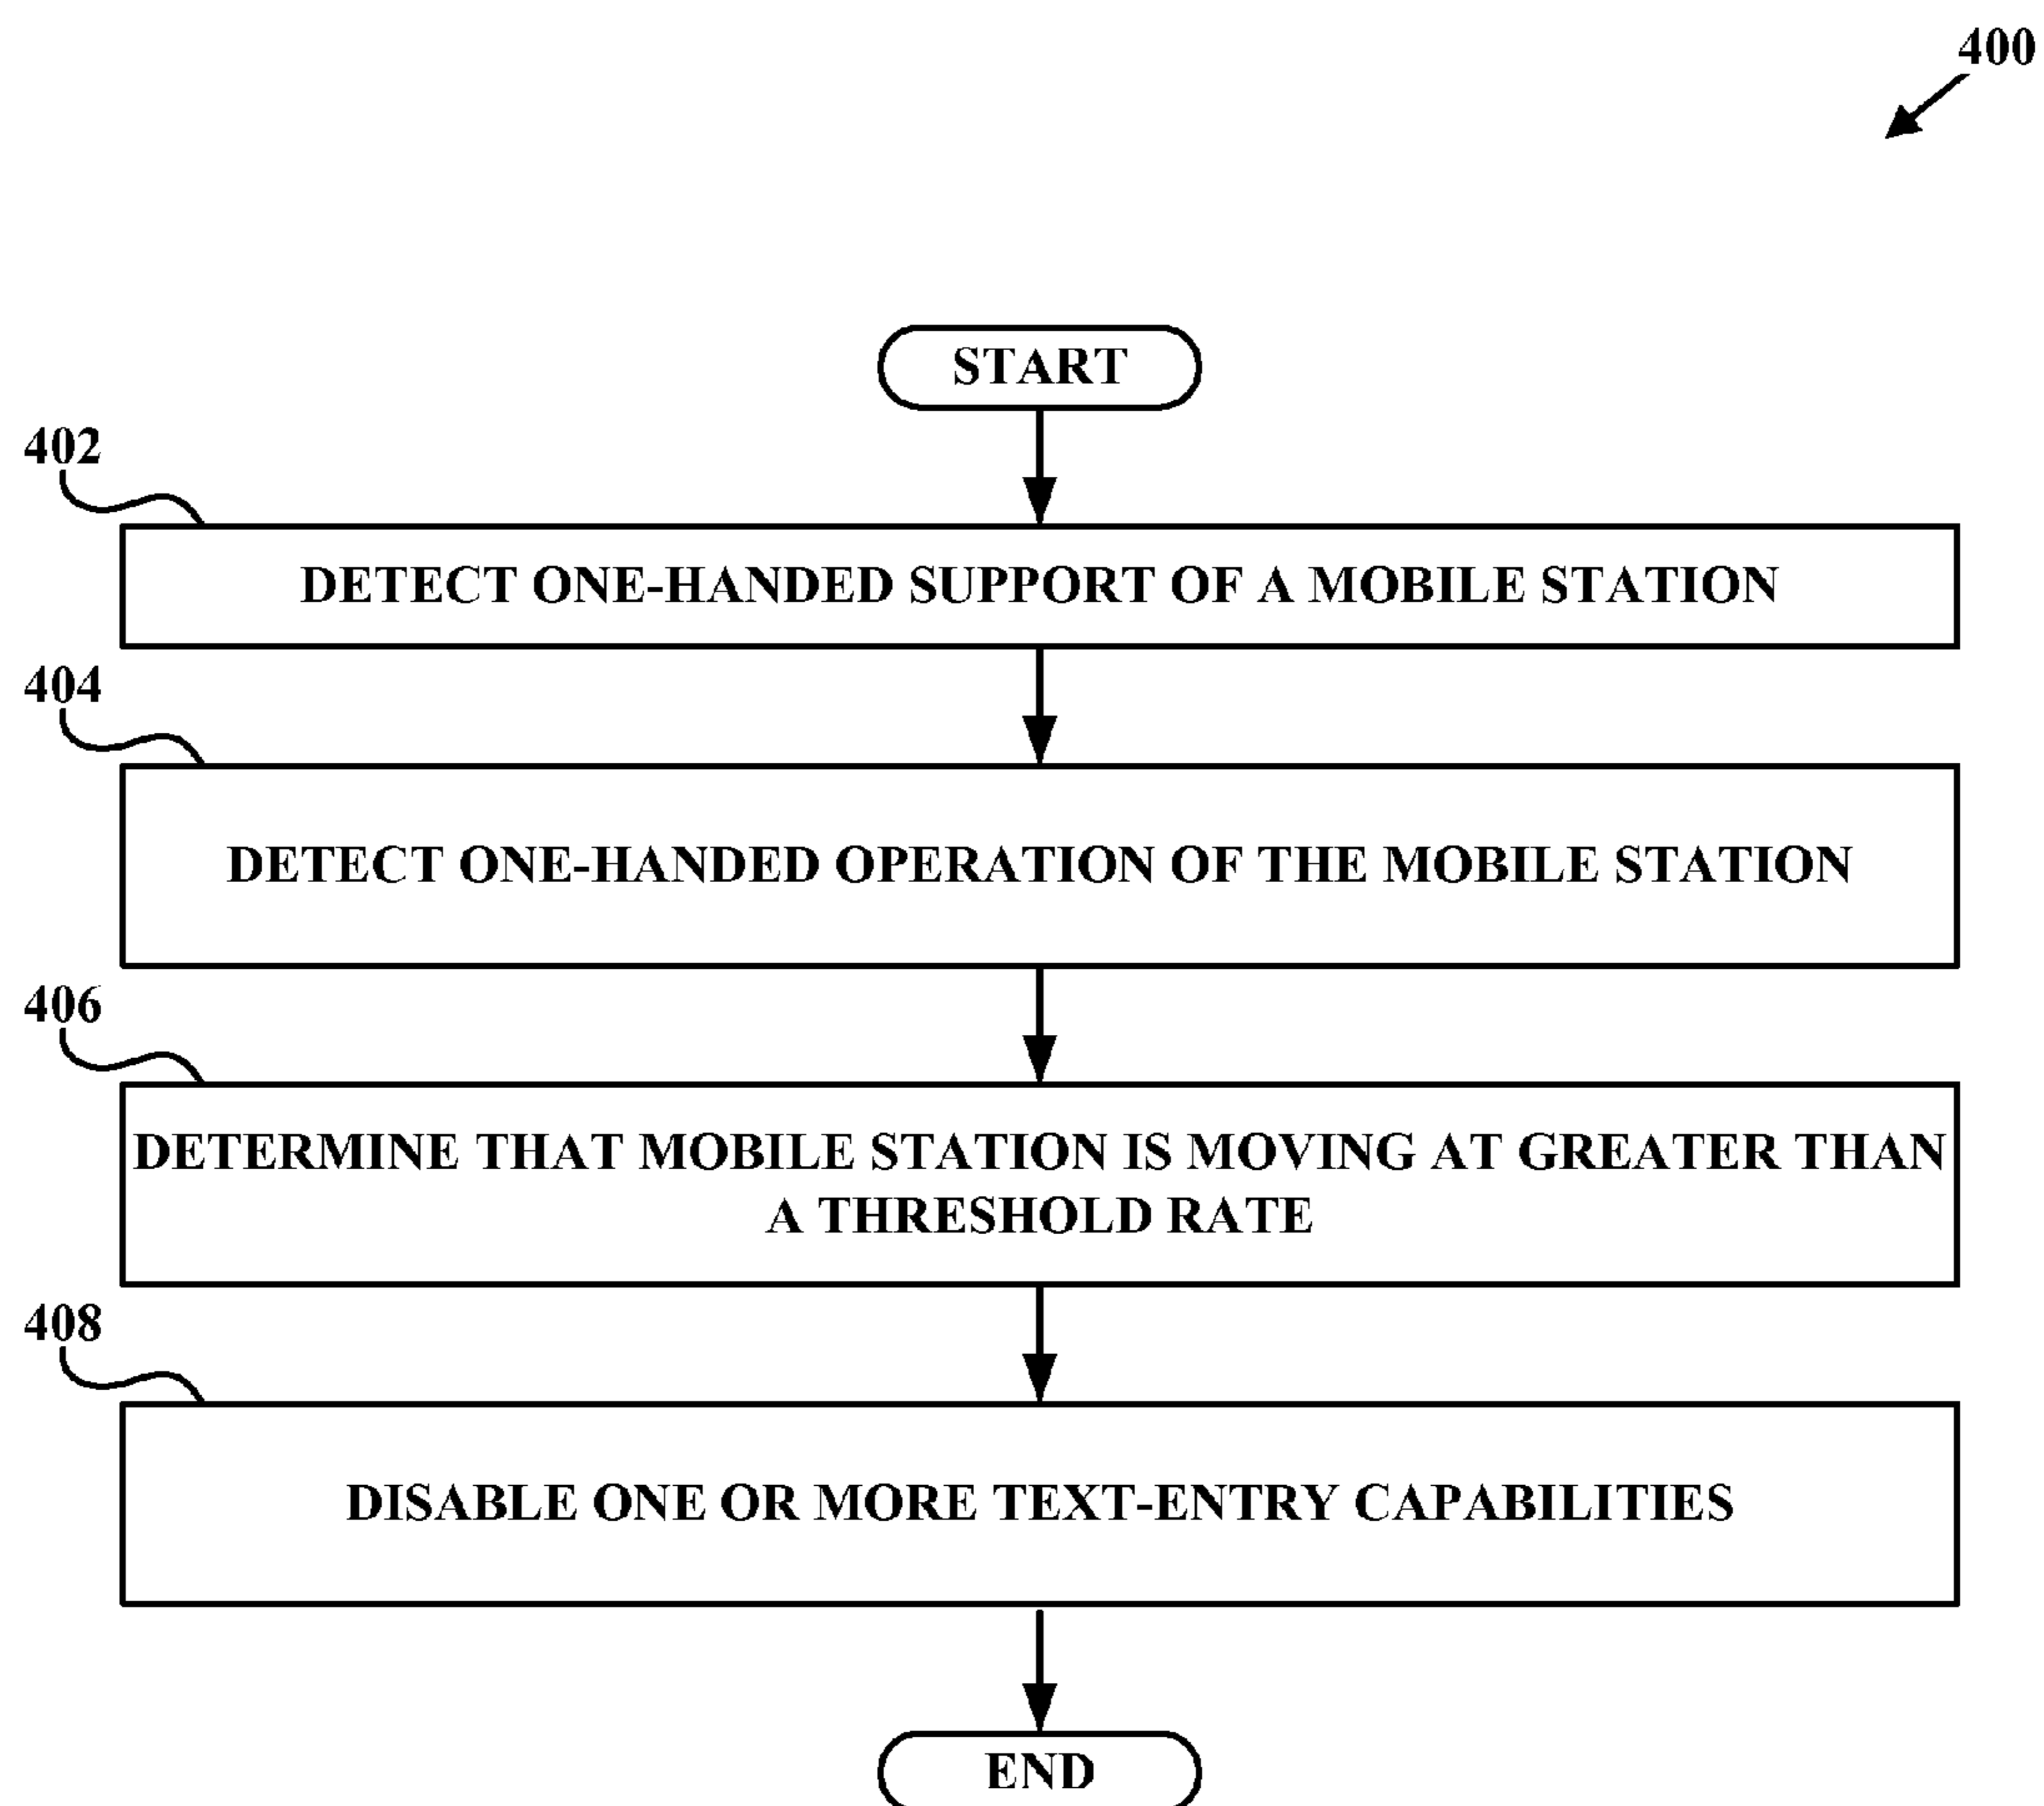 400
START
402
DETECT ONE-HANDED SUPPORT OF A MOBILE STATION
404
DETECT ONE-HANDED OPERATION OF THE MOBILE STATION
406
DETERMINE THAT MOBILE STATION IS MOVING AT GREATER THAN
A THRESHOLD RATE
408
DISABLE ONE OR MORE TEXT-ENTRY CAPABILITIES
END